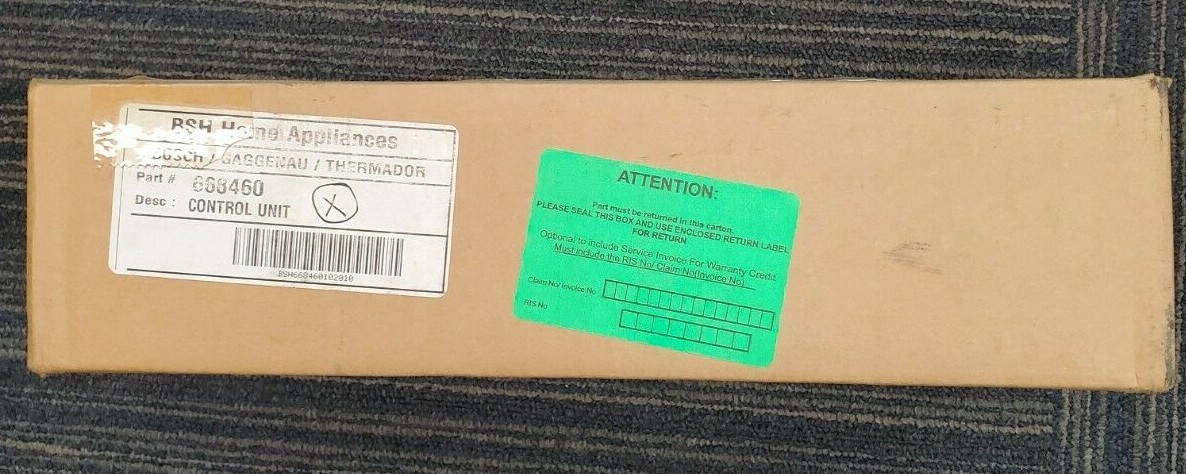 BSH Home Appliances
BOSCH / GAGGENAU / THERMADOR
Part # 668460
Desc : CONTROL UNIT X
BSH668460102010
ATTENTION:
Part must be returned in this carton.
PLEASE SEAL THIS BOX AND USE ENCLOSED RETURN LABEL
FOR RETURN
Optional to include Service Invoice For Warranty Credit
Must include the RIS No/ Claim No(Invoice No)
Claim No/ Invoice No
RIS No